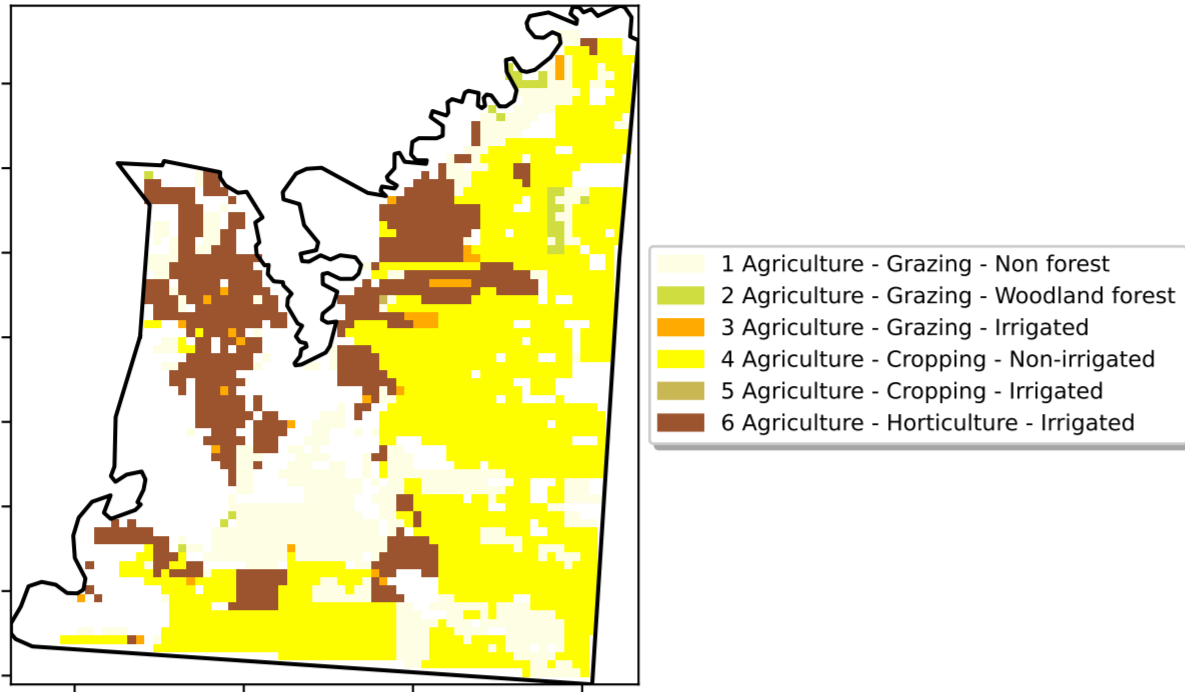 1 Agriculture - Grazing - Non forest
2 Agriculture - Grazing - Woodland forest
3 Agriculture - Grazing - Irrigated
4 Agriculture - Cropping - Non-irrigated
5 Agriculture - Cropping - Irrigated
6 Agriculture - Horticulture - Irrigated